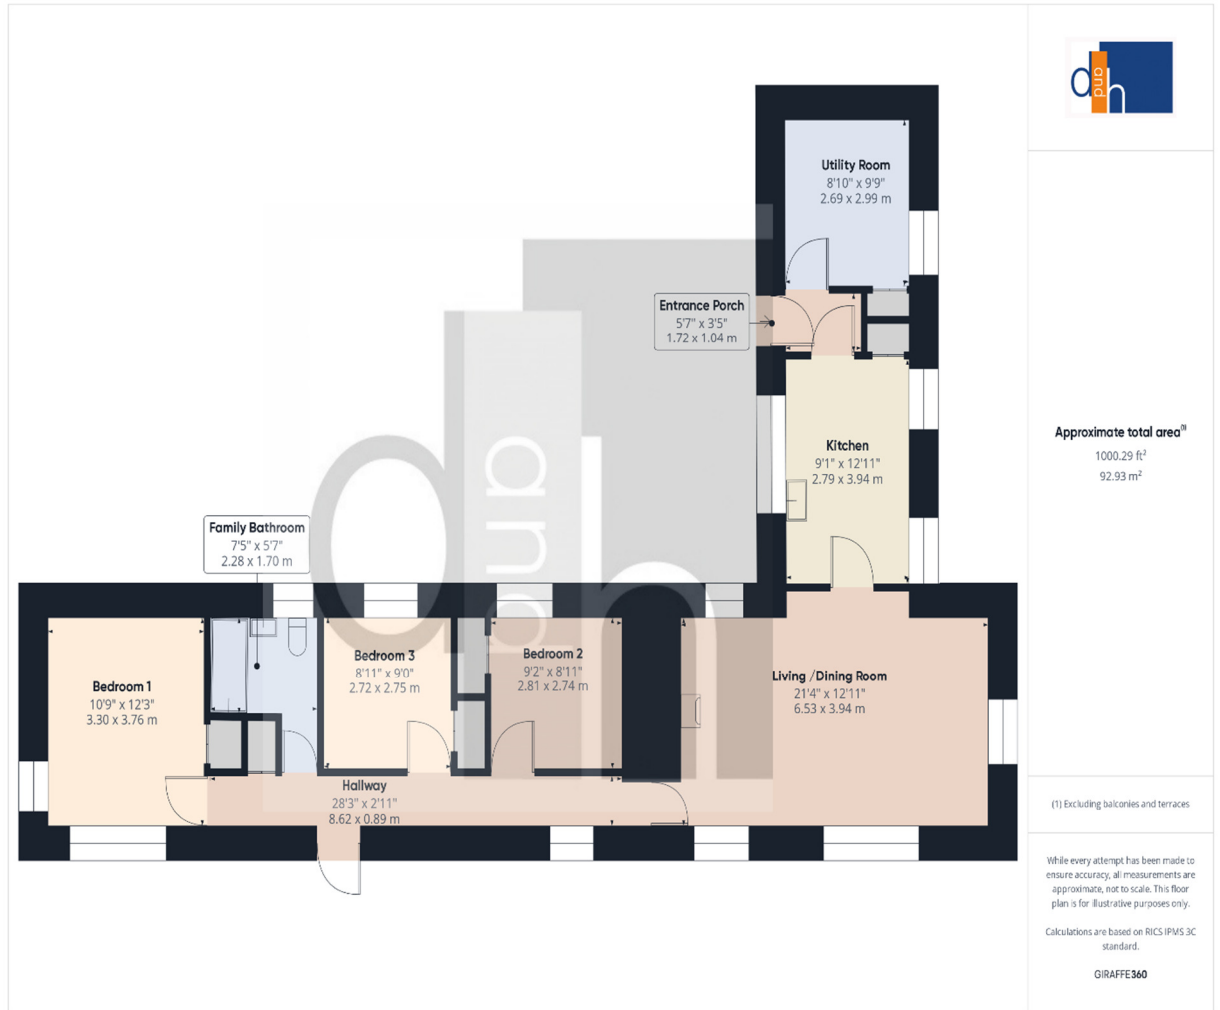 d and h
Utility Room
8'10" x 9'9"
2.69 x 2.99 m
Entrance Porch
5'7" x 3'5"
1.72 x 1.04 m
Kitchen
9'1" x 12'11"
2.79 x 3.94 m
Family Bathroom
7'5" x 5'7"
2.28 x 1.70 m
Bedroom 1
10'9" x 12'3"
3.30 x 3.76 m
Bedroom 3
8'11" x 9'0"
2.72 x 2.75 m
Bedroom 2
9'2" x 8'11"
2.81 x 2.74 m
Living /Dining Room
21'4" x 12'11"
6.53 x 3.94 m
Hallway
28'3" x 2'11"
8.62 x 0.89 m
d and h
Approximate total area(1)
1000.29 ft²
92.93 m²
(1) Excluding balconies and terraces
While every attempt has been made to
ensure accuracy, all measurements are
approximate, not to scale. This floor
plan is for illustrative purposes only.
Calculations are based on RICS IPMS 3C
standard.
GIRAFFE360